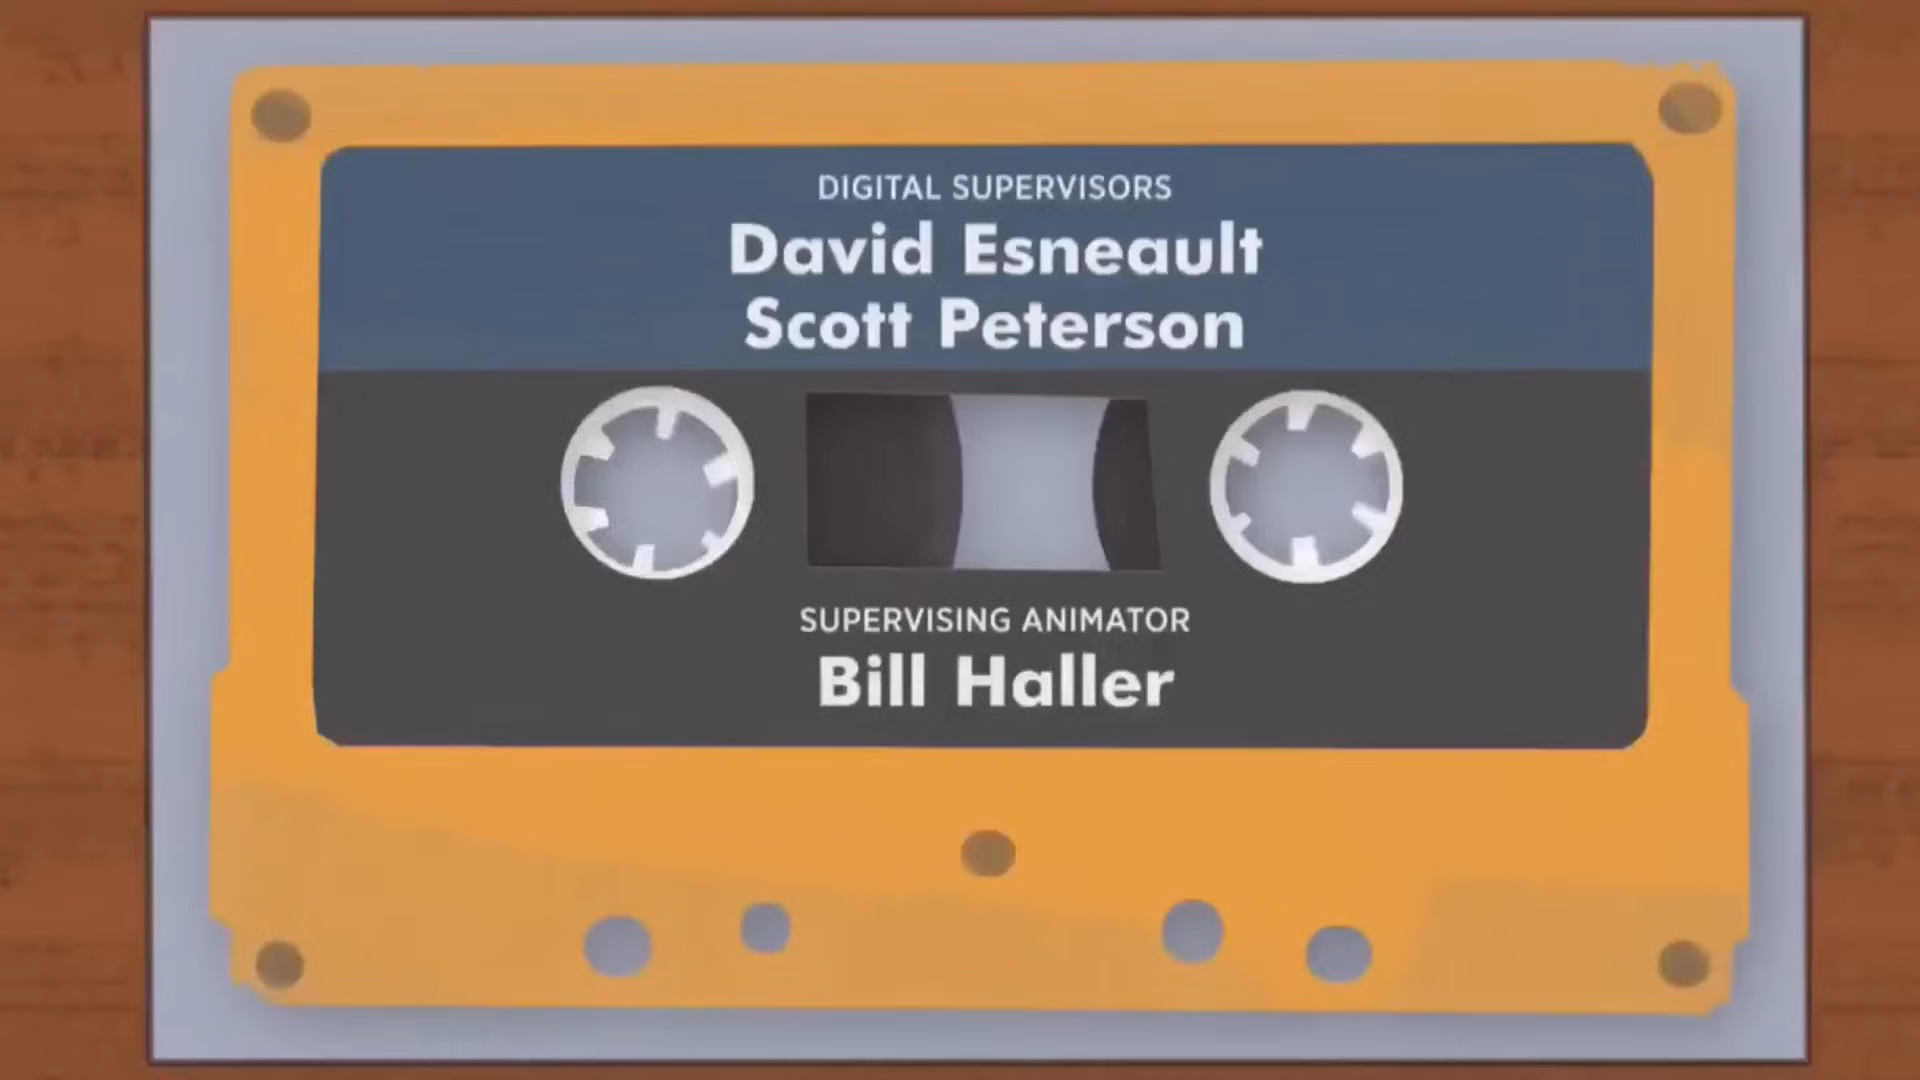 DIGITAL SUPERVISORS
David Esneault
Scott Peterson
SUPERVISING ANIMATOR
Bill Haller